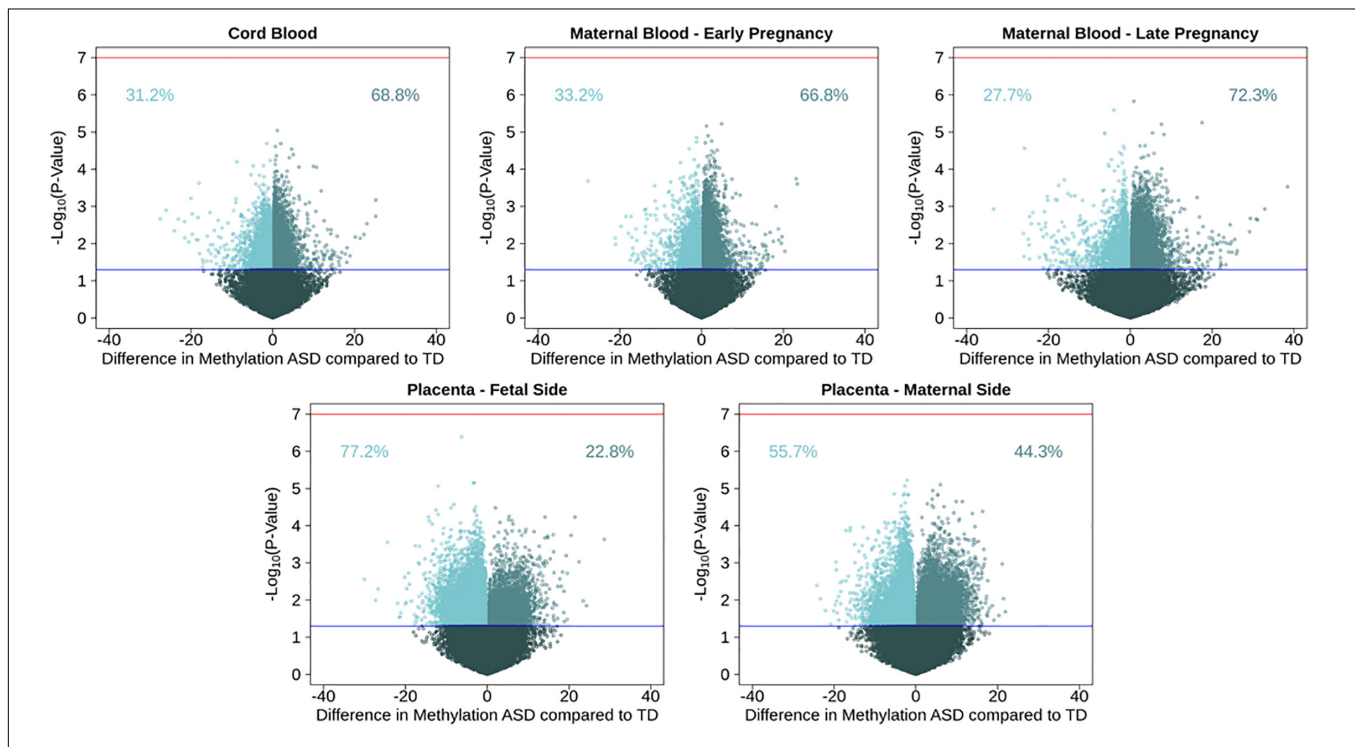 Cord Blood
7
6
5
4
3
2
1
0
31.2%
68.8%
-Log10(P-Value)
-40 -20 0 20 40
Difference in Methylation ASD compared to TD
Maternal Blood - Early Pregnancy
7
6
5
4
3
2
1
0
33.2%
66.8%
-Log10(P-Value)
-40 -20 0 20 40
Difference in Methylation ASD compared to TD
Maternal Blood - Late Pregnancy
7
6
5
4
3
2
1
0
27.7%
72.3%
-Log10(P-Value)
-40 -20 0 20 40
Difference in Methylation ASD compared to TD
Placenta - Fetal Side
7
6
5
4
3
2
1
0
77.2%
22.8%
-Log10(P-Value)
-40 -20 0 20 40
Difference in Methylation ASD compared to TD
Placenta - Maternal Side
7
6
5
4
3
2
1
0
55.7%
44.3%
-Log10(P-Value)
-40 -20 0 20 40
Difference in Methylation ASD compared to TD